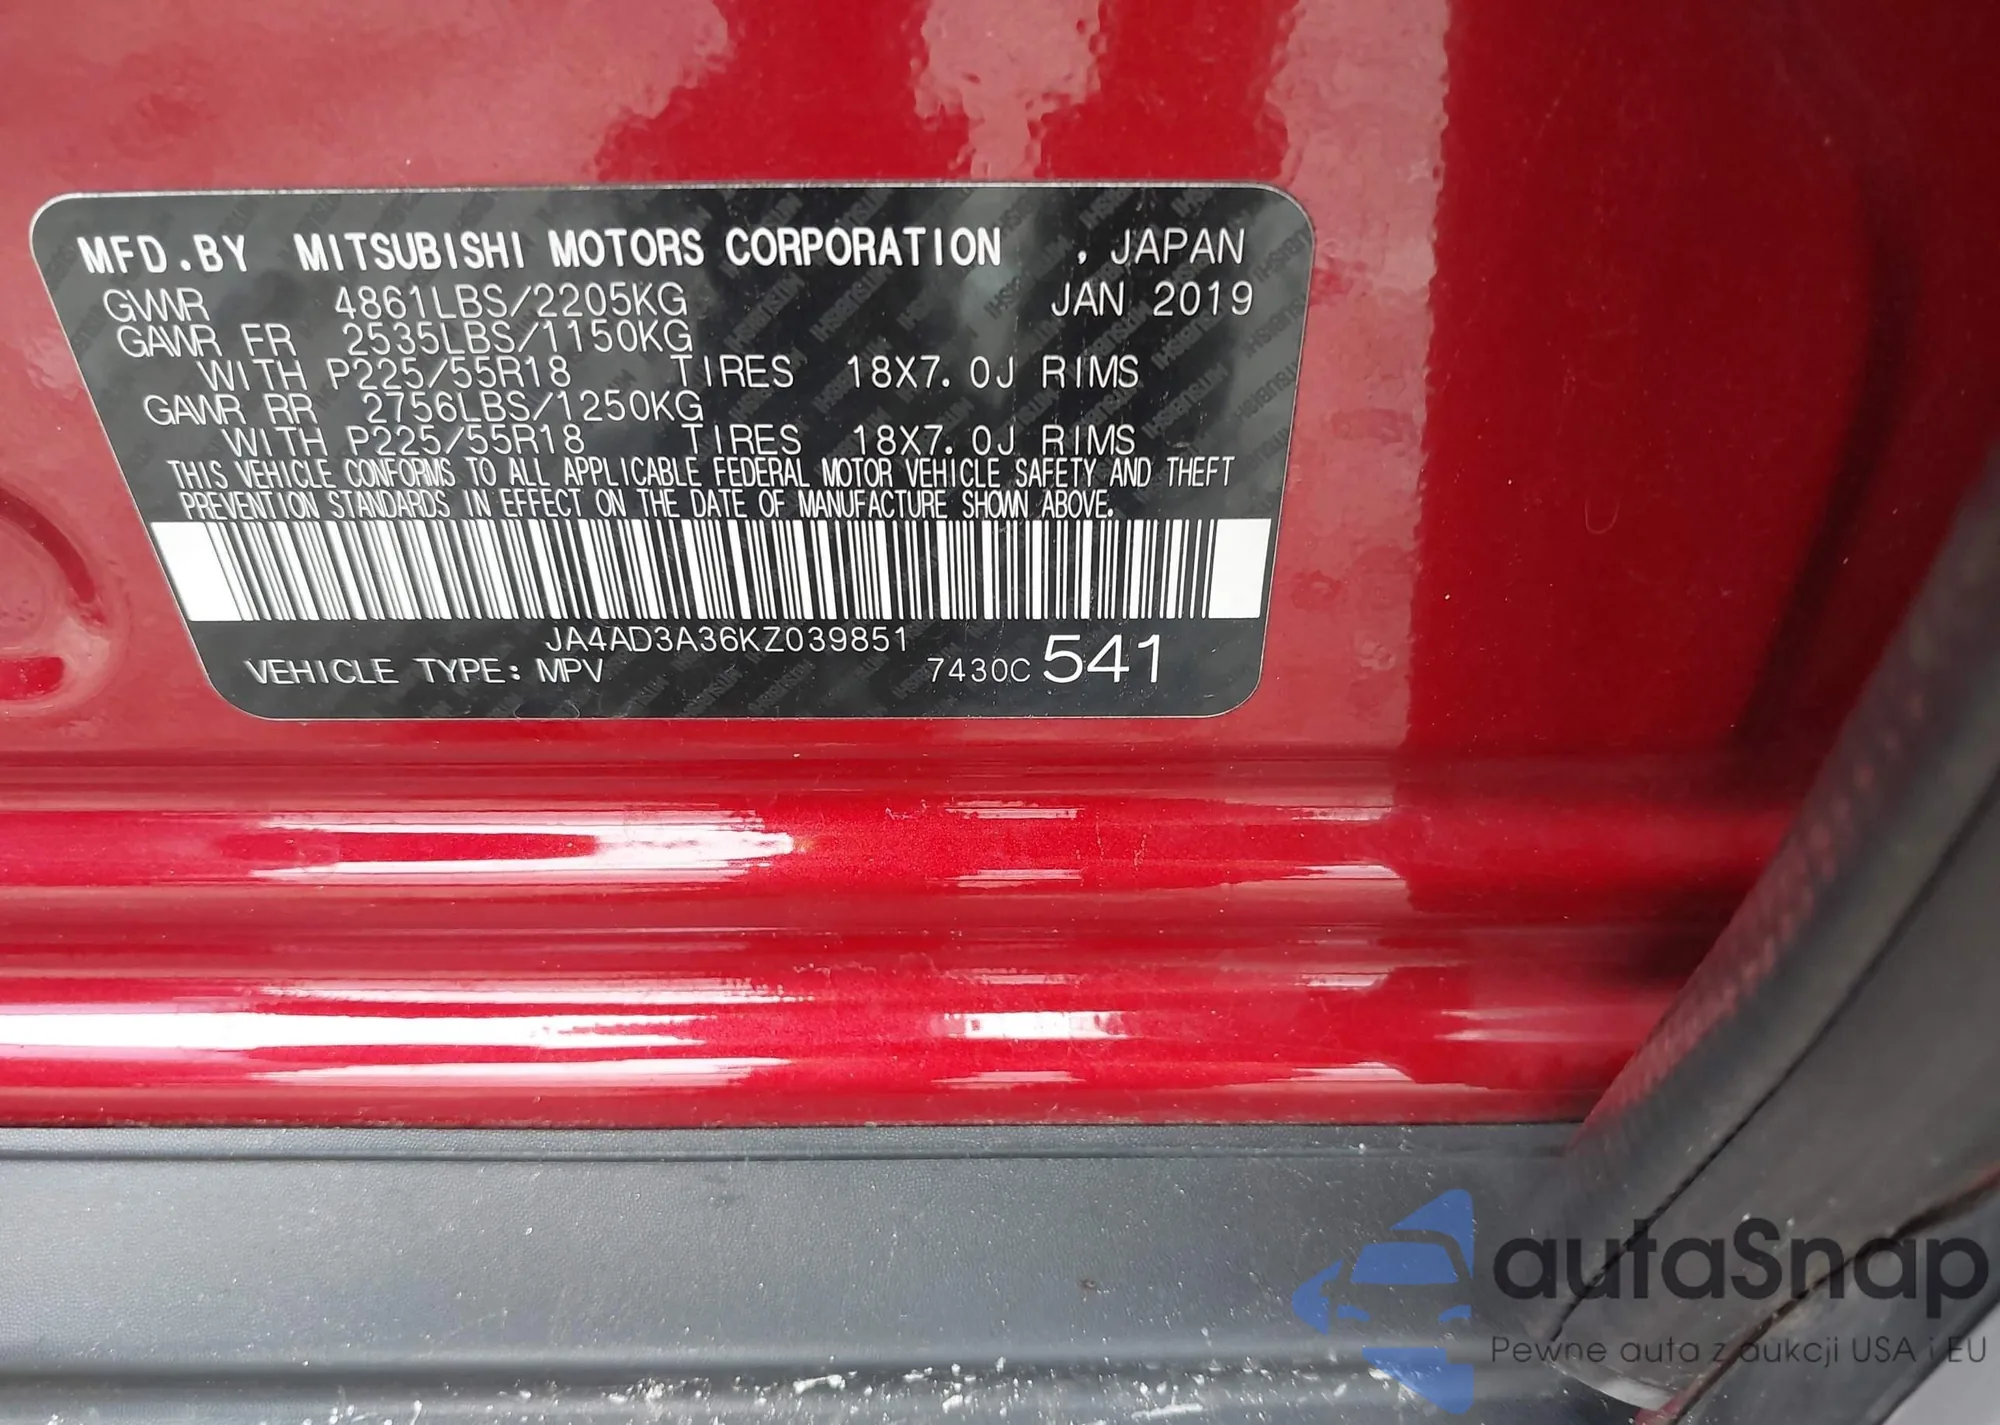 MFD.BY MITSUBISHI MOTORS CORPORATION , JAPAN
GVWR 4861LBS/2205KG JAN 2019
GAWR FR 2535LBS/1150KG
WITH P225/55R18 TIRES 18X7.0J RIMS
GAWR RR 2756LBS/1250KG
WITH P225/55R18 TIRES 18X7.0J RIMS
THIS VEHICLE CONFORMS TO ALL APPLICABLE FEDERAL MOTOR VEHICLE SAFETY AND THEFT
PREVENTION STANDARDS IN EFFECT ON THE DATE OF MANUFACTURE SHOWN ABOVE.
JA4AD3A36KZ039851
VEHICLE TYPE: MPV 7430C 541
autaSnap
Pewne auta z aukcji USA i EU